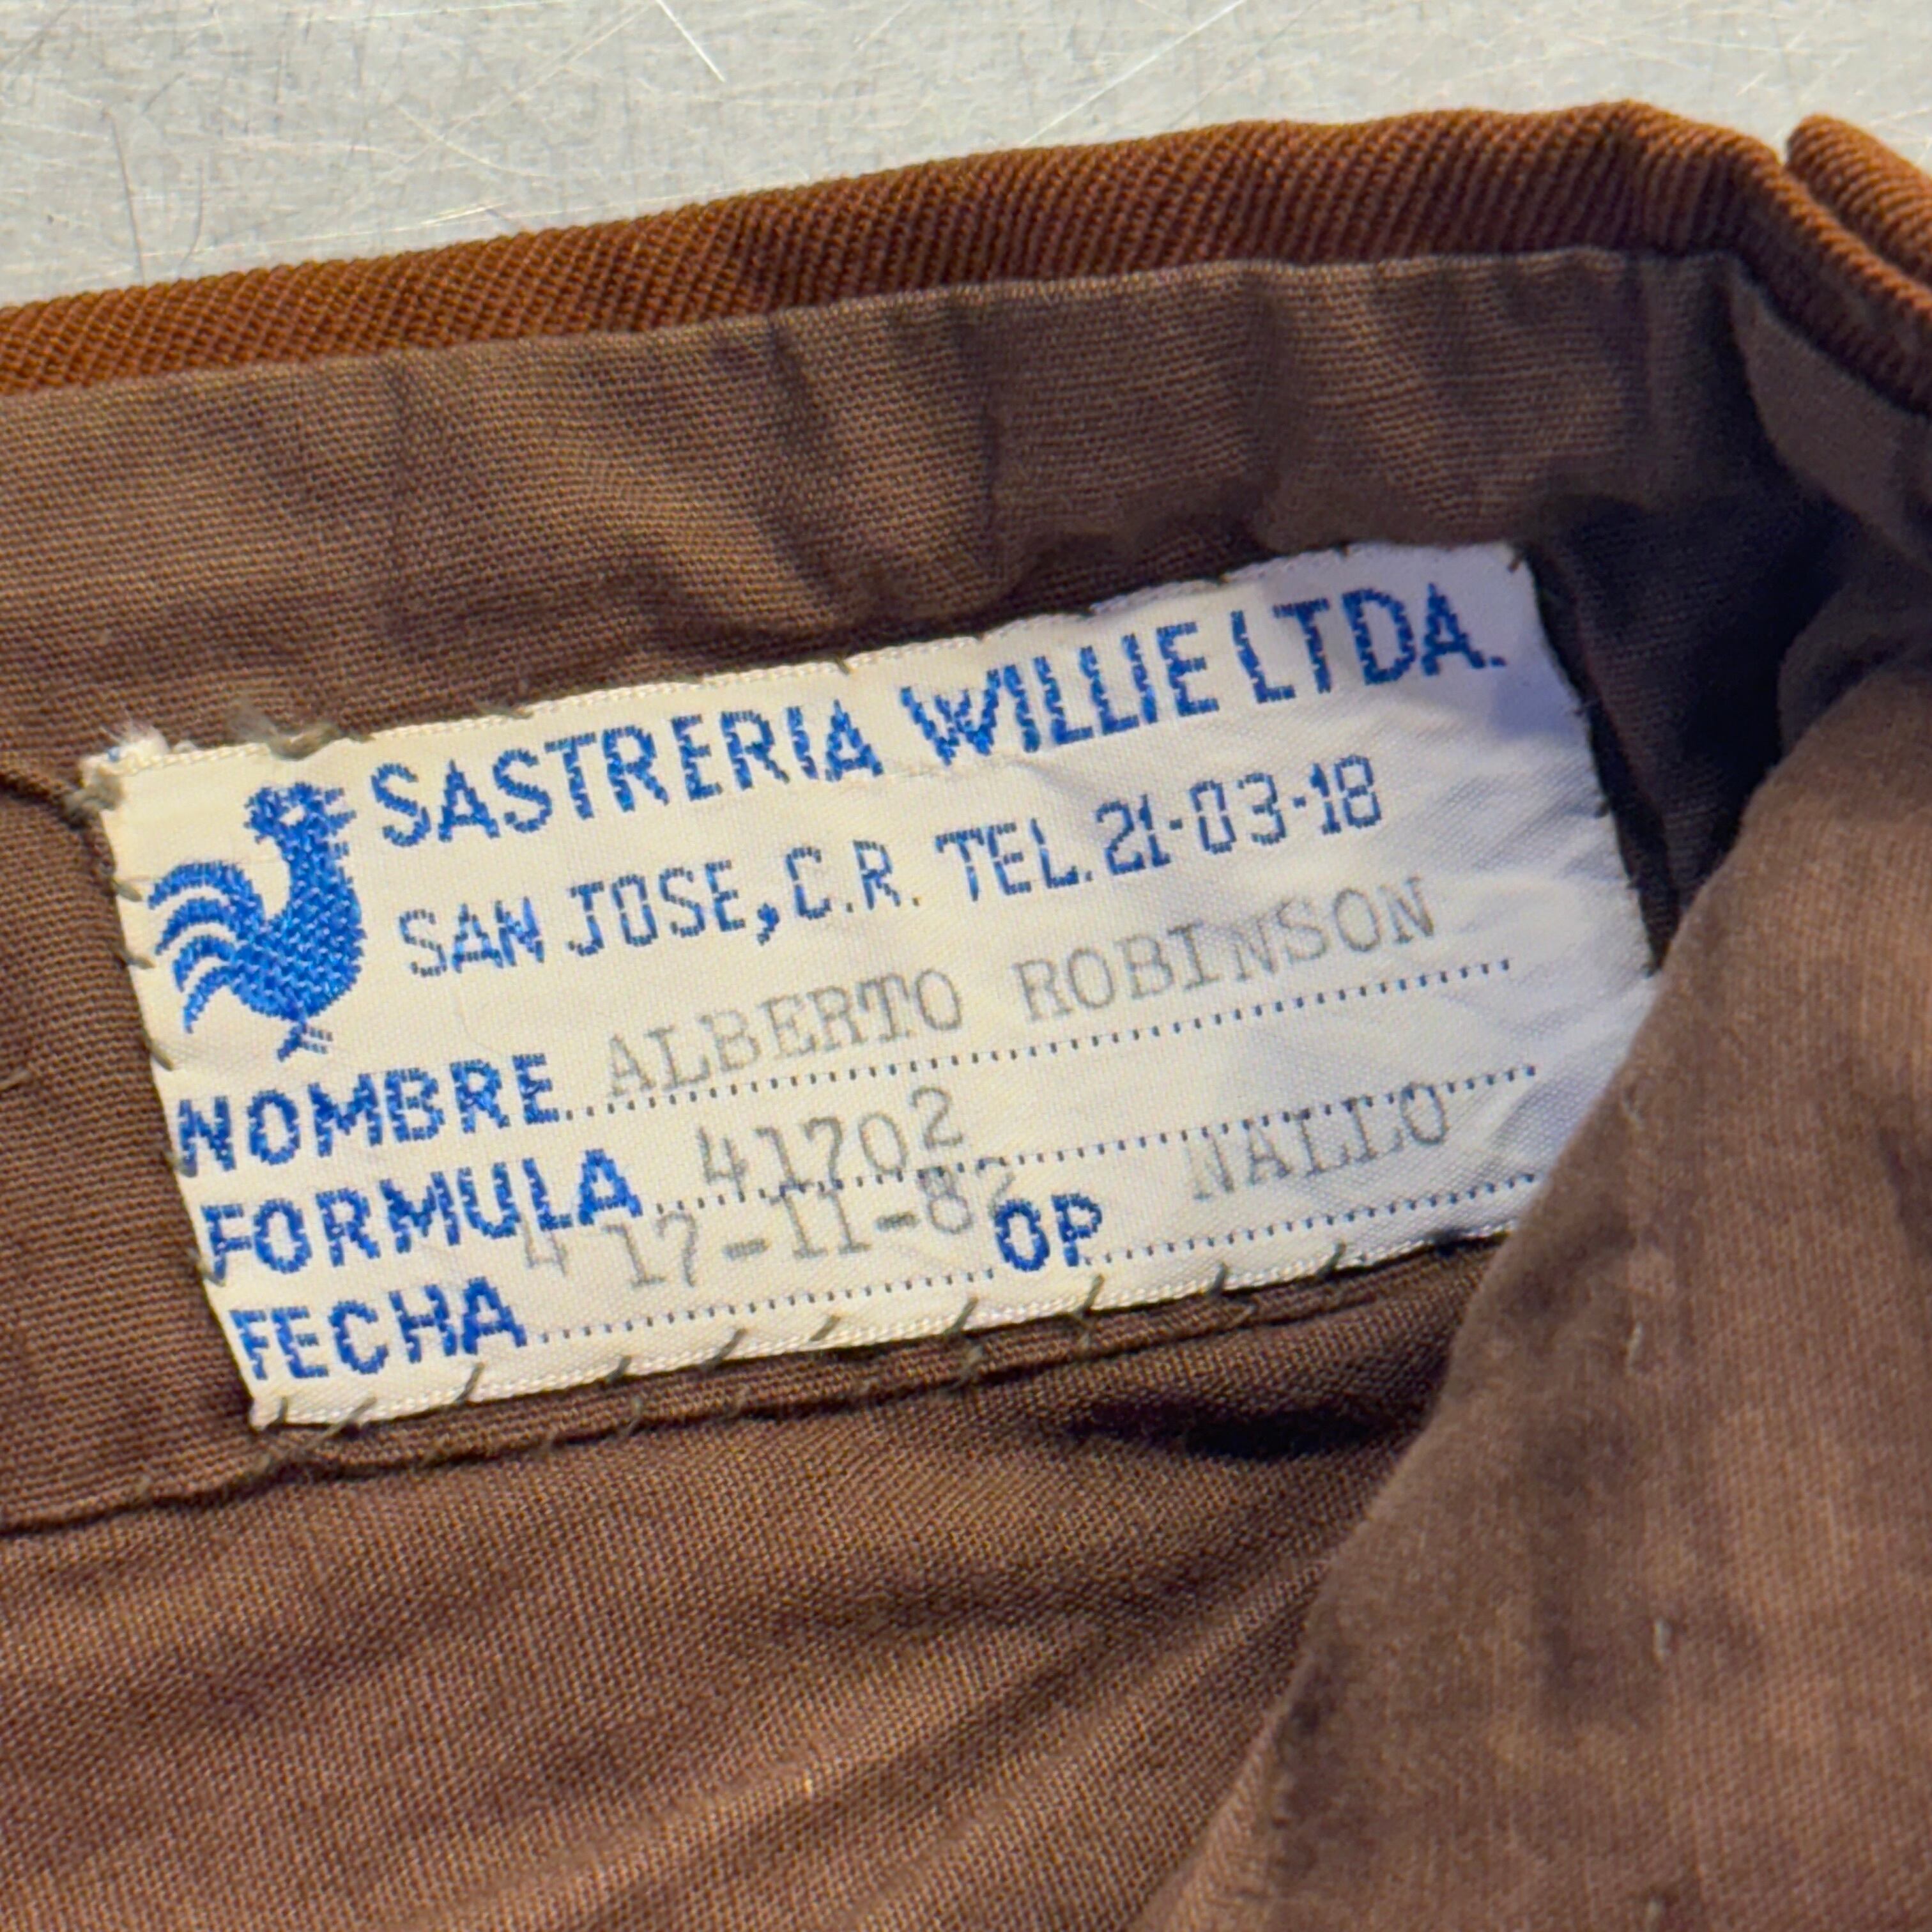 SASTRERIA WILLIE LTDA.
SAN JOSE, C.R. TEL. 21-03-18
NOMBRE ALBERTO ROBINSON
FORMULA 41702
FECHA 4 17-11-82 OP NALLO